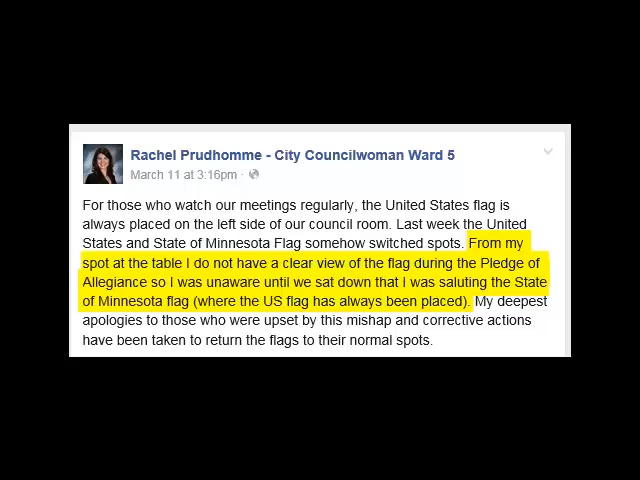 Rachel Prudhomme - City Councilwoman Ward 5
March 11 at 3:16pm ·
For those who watch our meetings regularly, the United States flag is
always placed on the left side of our council room. Last week the United
States and State of Minnesota Flag somehow switched spots. From my
spot at the table I do not have a clear view of the flag during the Pledge of
Allegiance so I was unaware until we sat down that I was saluting the State
of Minnesota flag (where the US flag has always been placed). My deepest
apologies to those who were upset by this mishap and corrective actions
have been taken to return the flags to their normal spots.